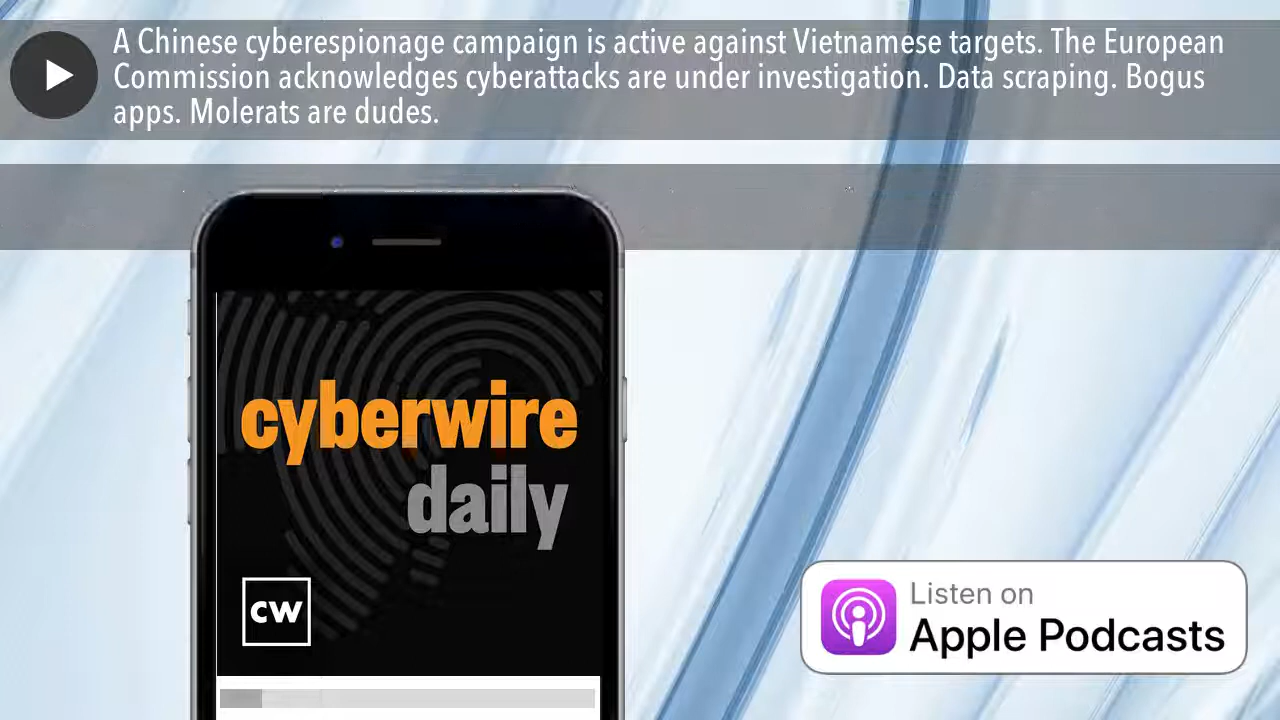 A Chinese cyberespionage campaign is active against Vietnamese targets. The European
Commission acknowledges cyberattacks are under investigation. Data scraping. Bogus
apps. Molerats are dudes.
cyberwire
daily
CW
Listen on
Apple Podcasts